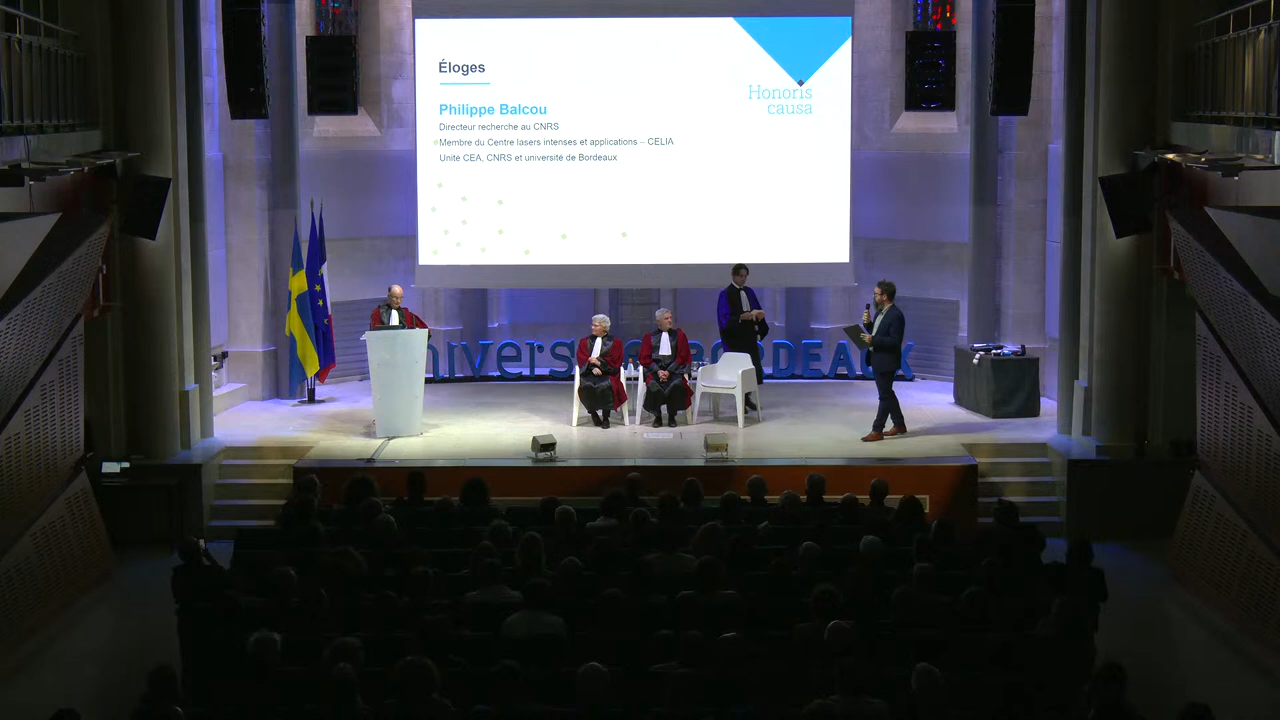 Éloges
Honoris
causa
Philippe Balcou
Directeur recherche au CNRS
Membre du Centre lasers intenses et applications – CELIA
Unité CEA, CNRS et université de Bordeaux
université BORDEAUX